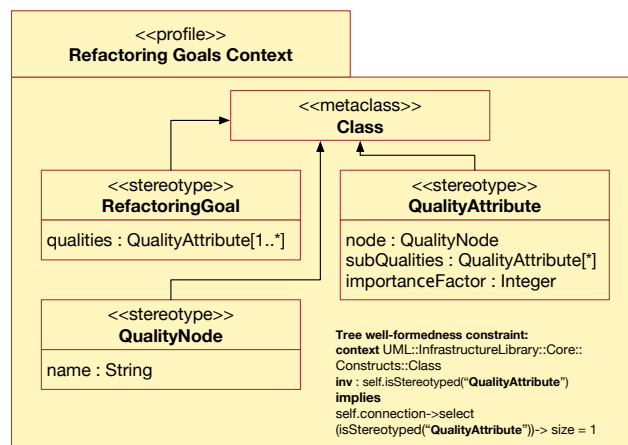 <<profile>>
Refactoring Goals Context
<<metaclass>>
Class
<<stereotype>>
RefactoringGoal
qualities : QualityAttribute[1..*]
<<stereotype>>
QualityAttribute
node : QualityNode
subQualities : QualityAttribute[*]
importanceFactor : Integer
<<stereotype>>
QualityNode
name : String
Tree well-formedness constraint:
context UML::InfrastructureLibrary::Core::
Constructs::Class
inv : self.isStereotyped(“QualityAttribute”)
implies
self.connection->select
(isStereotyped(“QualityAttribute”))-> size = 1